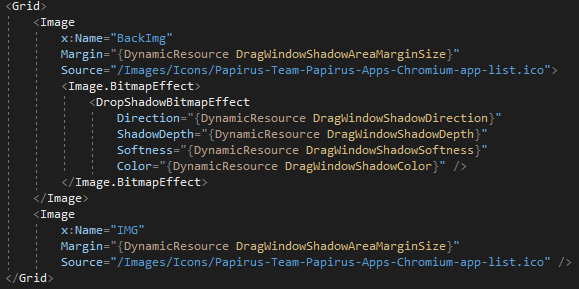 <Grid>
<Image
x:Name="BackImg"
Margin="{DynamicResource DragWindowShadowAreaMarginSize}"
Source="/Images/Icons/Papirus-Team-Papirus-Apps-Chromium-app-list.ico">
<Image.BitmapEffect>
<DropShadowBitmapEffect
Direction="{DynamicResource DragWindowShadowDirection}"
ShadowDepth="{DynamicResource DragWindowShadowDepth}"
Softness="{DynamicResource DragWindowShadowSoftness}"
Color="{DynamicResource DragWindowShadowColor}" />
</Image.BitmapEffect>
</Image>
<Image
x:Name="IMG"
Margin="{DynamicResource DragWindowShadowAreaMarginSize}"
Source="/Images/Icons/Papirus-Team-Papirus-Apps-Chromium-app-list.ico" />
</Grid>